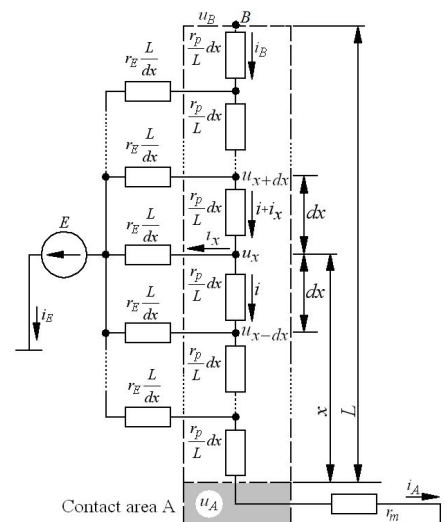 u_B B
r_E L/dx
r_p/L dx
i_B
r_p/L dx
r_E L/dx
u_{x+dx}
r_p/L dx
i+i_x
dx
E
r_E L/dx
i_x
u_x
i_E
r_p/L dx
i
dx
r_E L/dx
u_{x−dx}
r_p/L dx
x
L
r_E L/dx
r_p/L dx
Contact area A
u_A
i_A
r_m